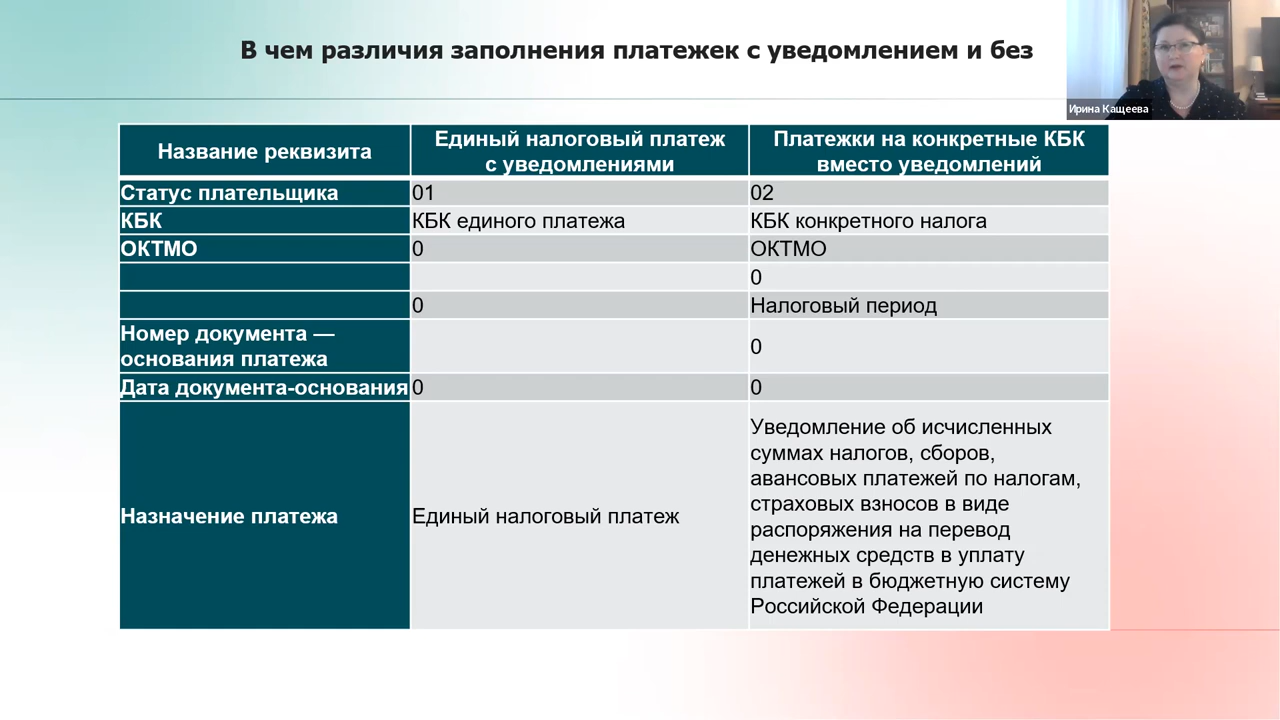 В чем различия заполнения платежек с уведомлением и без
Ирина Кащеева
Название реквизита
Единый налоговый платеж
с уведомлениями
Платежки на конкретные КБК
вместо уведомлений
Статус плательщика
01
02
КБК
КБК единого платежа
КБК конкретного налога
ОКТМО
0
ОКТМО
0
0
Налоговый период
Номер документа —
основания платежа
0
Дата документа-основания
0
0
Назначение платежа
Единый налоговый платеж
Уведомление об исчисленных
суммах налогов, сборов,
авансовых платежей по налогам,
страховых взносов в виде
распоряжения на перевод
денежных средств в уплату
платежей в бюджетную систему
Российской Федерации